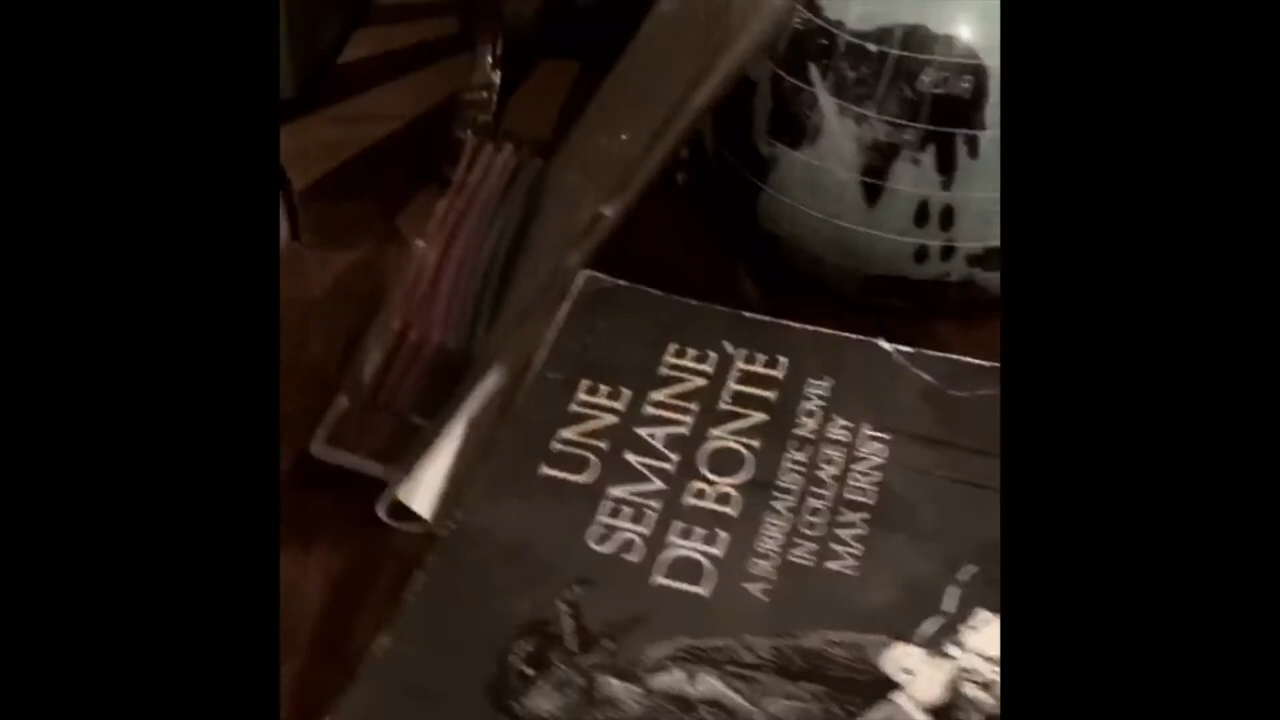 UNE
SEMAINE
DE BONTÉ
A SURREALISTIC NOVEL
IN COLLAGE BY
MAX ERNST